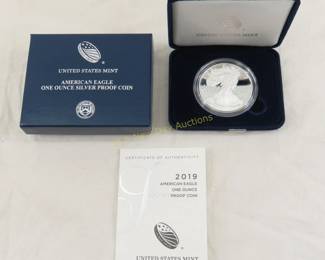 UNITED STATES MINT
AMERICAN EAGLE
ONE OUNCE SILVER PROOF COIN
Auctions
CERTIFICATE OF AUTHENTICITY
2019
AMERICAN EAGLE
ONE OUNCE
PROOF COIN
UNITED STATES MINT